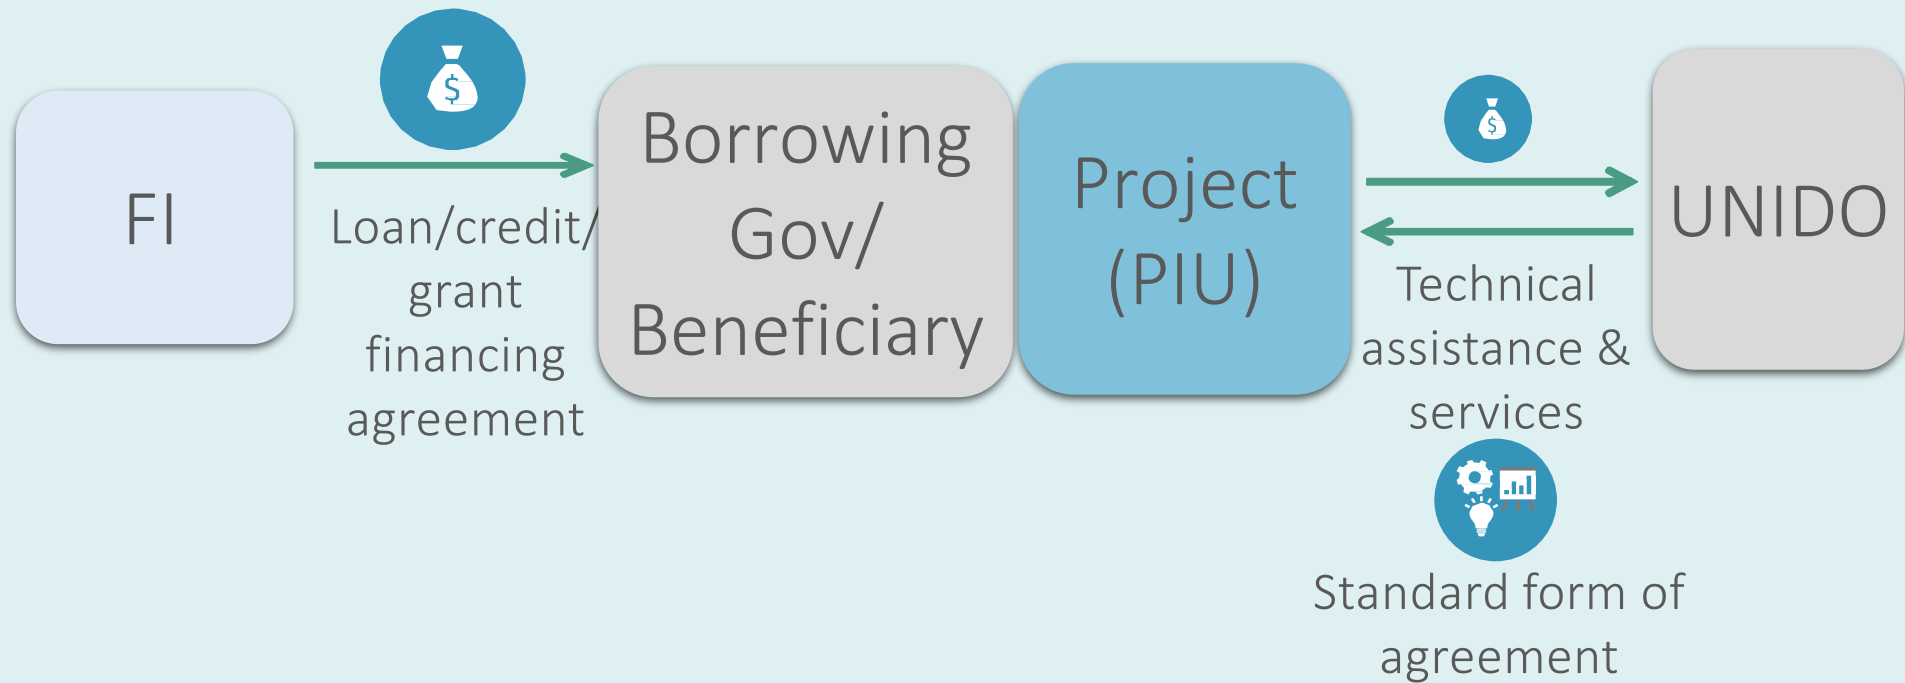 FI
$
Loan/credit/
grant
financing
agreement
Borrowing
Gov/
Beneficiary
Project
(PIU)
$
Technical
assistance &
services
Standard form of
agreement
UNIDO